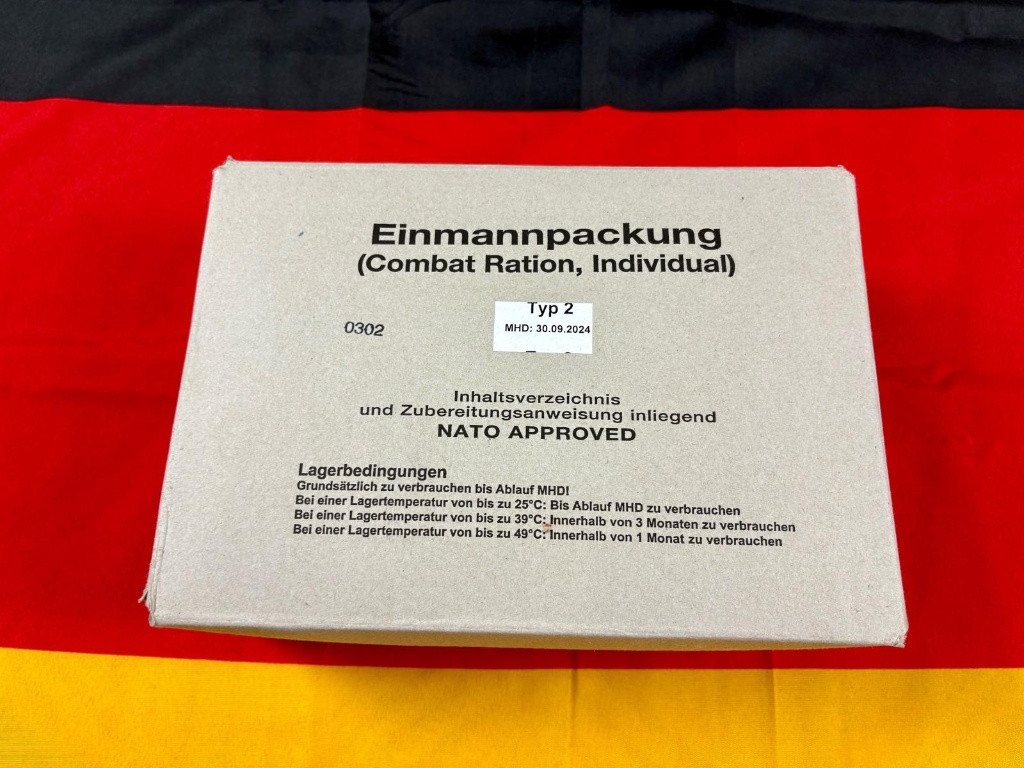 Einmannpackung
(Combat Ration, Individual)
Typ 2
MHD: 30.09.2024
0302
Inhaltsverzeichnis
und Zubereitungsanweisung inliegend
NATO APPROVED
Lagerbedingungen
Grundsätzlich zu verbrauchen bis Ablauf MHD!
Bei einer Lagertemperatur von bis zu 25°C: Bis Ablauf MHD zu verbrauchen
Bei einer Lagertemperatur von bis zu 39°C: Innerhalb von 3 Monaten zu verbrauchen
Bei einer Lagertemperatur von bis zu 49°C: Innerhalb von 1 Monat zu verbrauchen